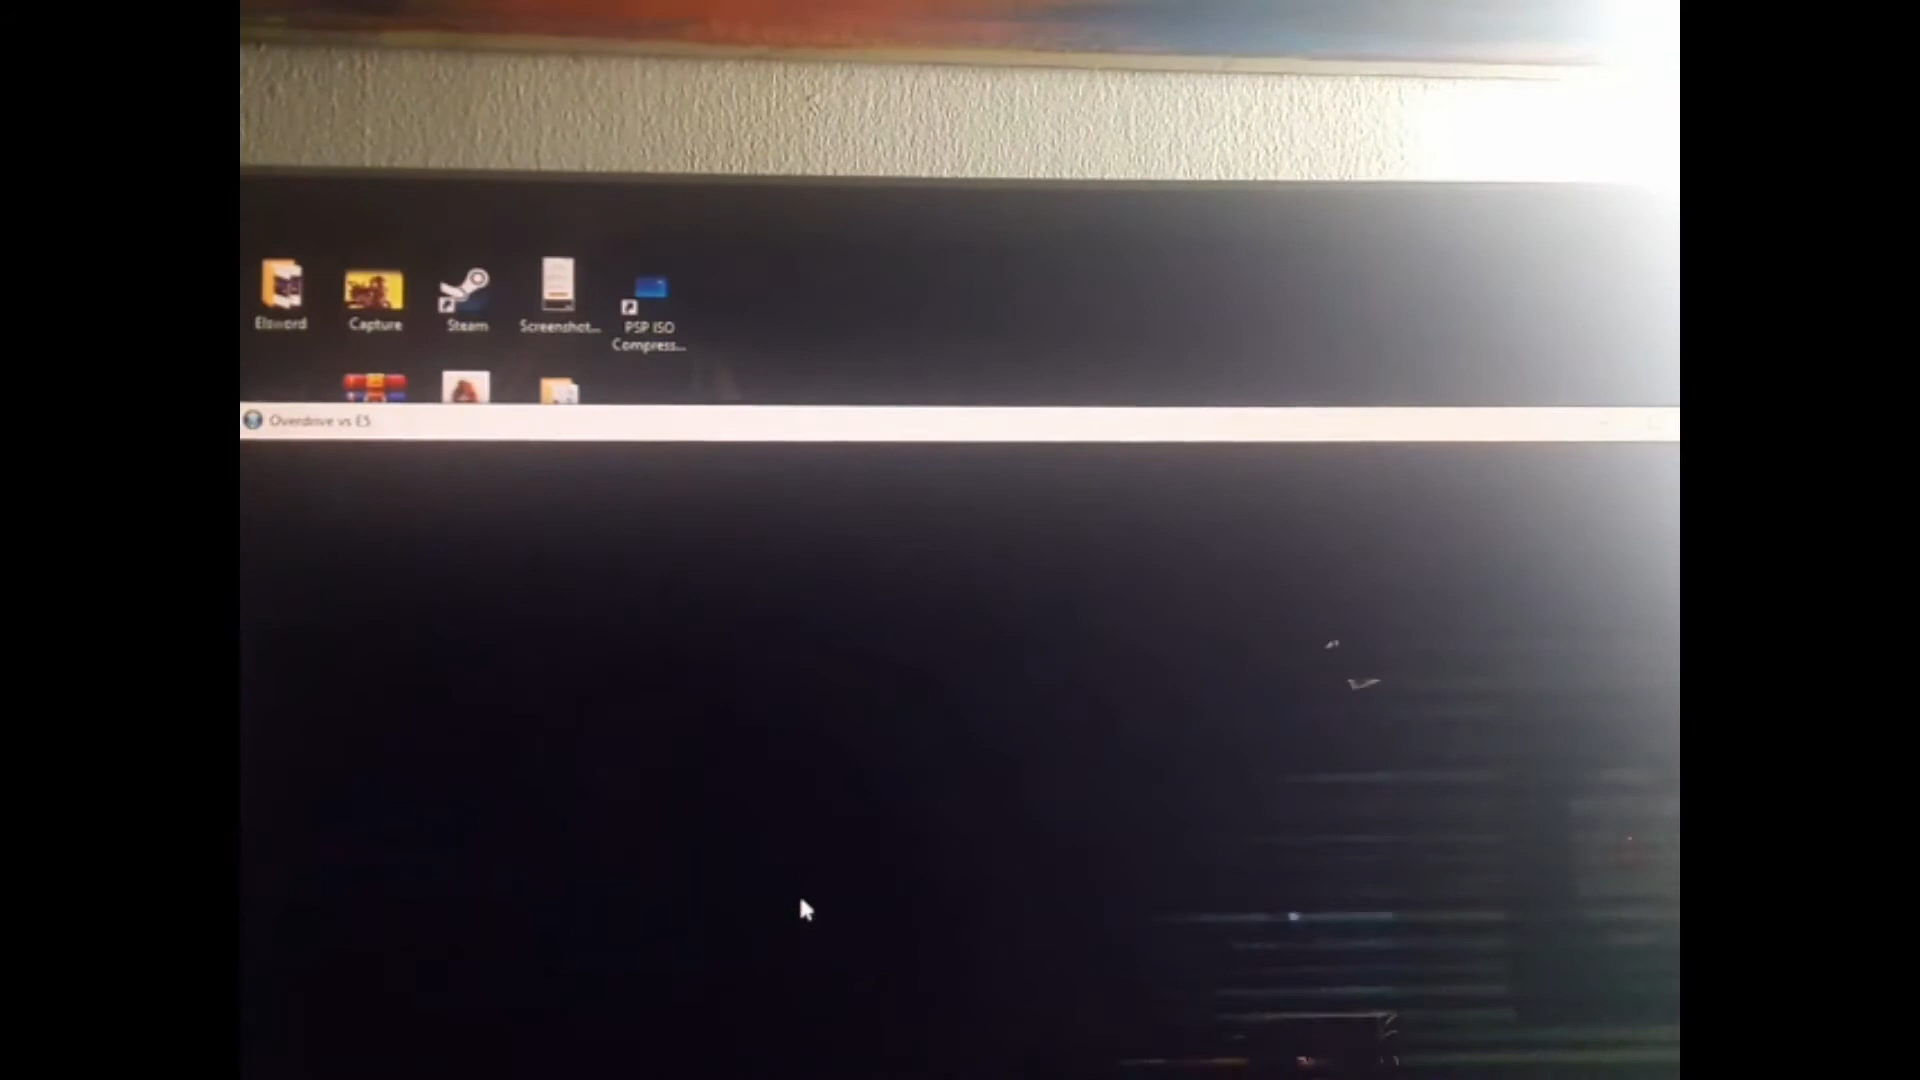 Elsword
Capture
Steam
Screenshot...
PSP ISO
Compress...
Overdrive vs E5